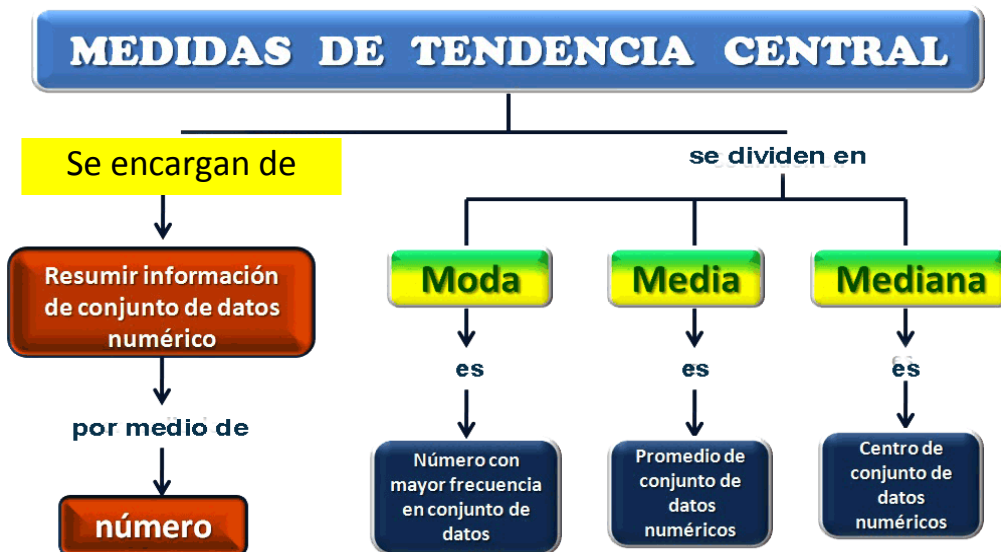 MEDIDAS DE TENDENCIA CENTRAL
Se encargan de
Resumir información
de conjunto de datos
numérico
por medio de
número
se dividen en
Moda
es
Número con
mayor frecuencia
en conjunto de
datos
Media
es
Promedio de
conjunto de
datos
numéricos
Mediana
es
Centro de
conjunto de
datos
numéricos